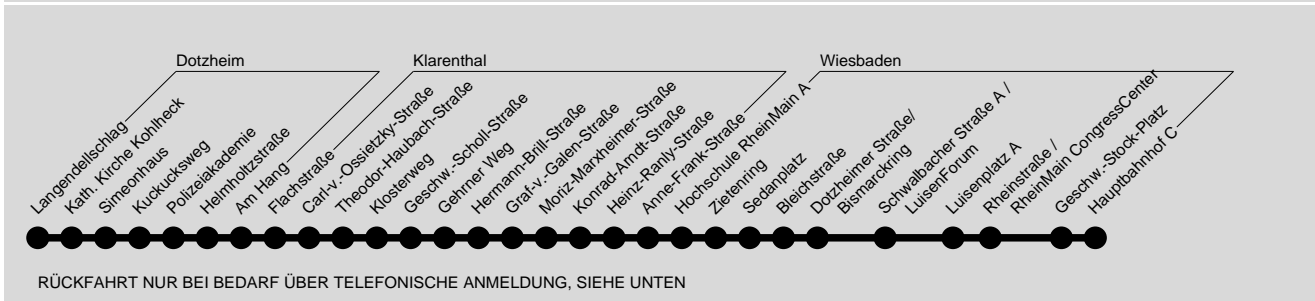 Dotzheim
Klarenthal
Wiesbaden
Langendellschlag
Kath. Kirche Kohlheck
Simeonhaus
Kuckucksweg
Polizeiakademie
Helmholtzstraße
Am Hang
Flachstraße
Carl-v.-Ossietzky-Straße
Theodor-Haubach-Straße
Klosterweg
Geschw.-Scholl-Straße
Gehrner Weg
Hermann-Brill-Straße
Graf-v.-Galen-Straße
Moriz-Marxheimer-Straße
Konrad-Arndt-Straße
Heinz-Ranly-Straße
Anne-Frank-Straße
Hochschule RheinMain A
Zietenring
Sedanplatz
Bleichstraße
Dotzheimer Straße/
Bismarckring
Schwalbacher Straße A /
LuisenForum
Luisenplatz A
Rheinstraße /
RheinMain CongressCenter
Geschw.-Stock-Platz
Hauptbahnhof C
RÜCKFAHRT NUR BEI BEDARF ÜBER TELEFONISCHE ANMELDUNG, SIEHE UNTEN